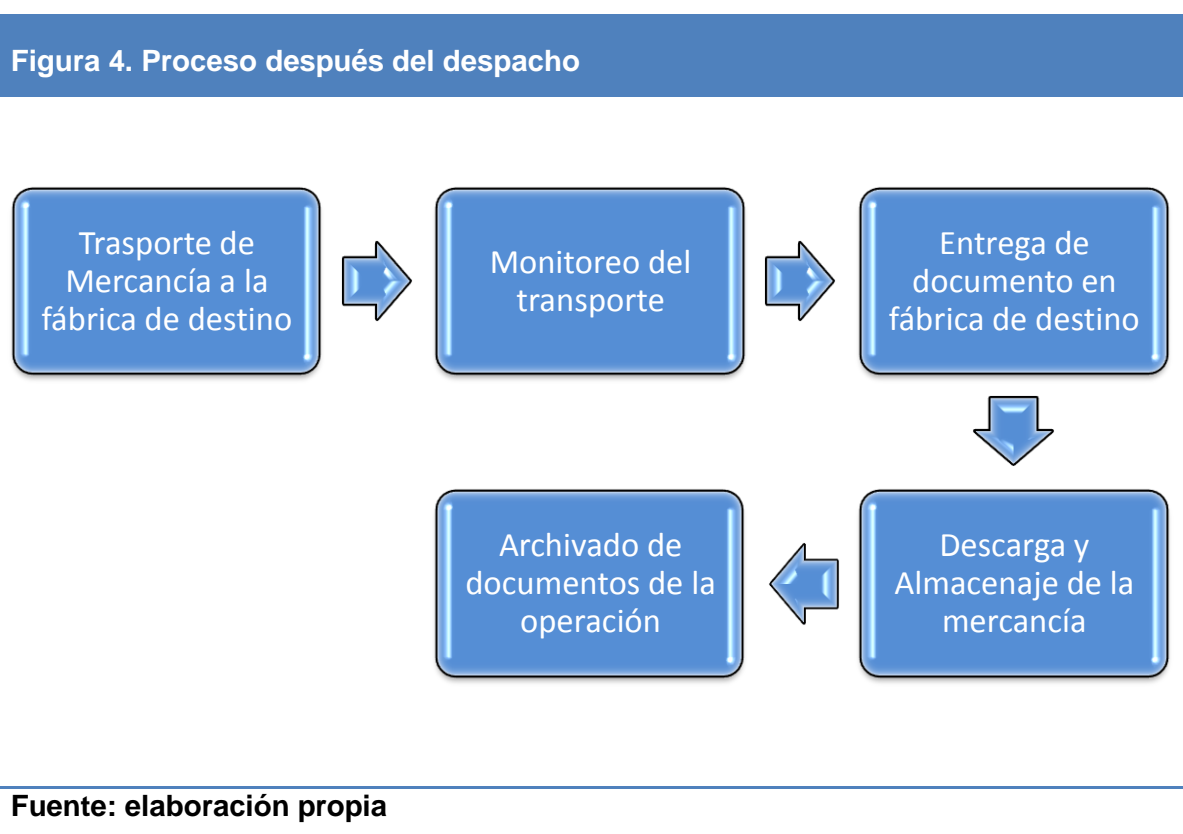 Figura 4. Proceso después del despacho
Trasporte de
Mercancía a la
fábrica de destino
Monitoreo del
transporte
Entrega de
documento en
fábrica de destino
Descarga y
Almacenaje de la
mercancía
Archivado de
documentos de la
operación
Fuente: elaboración propia